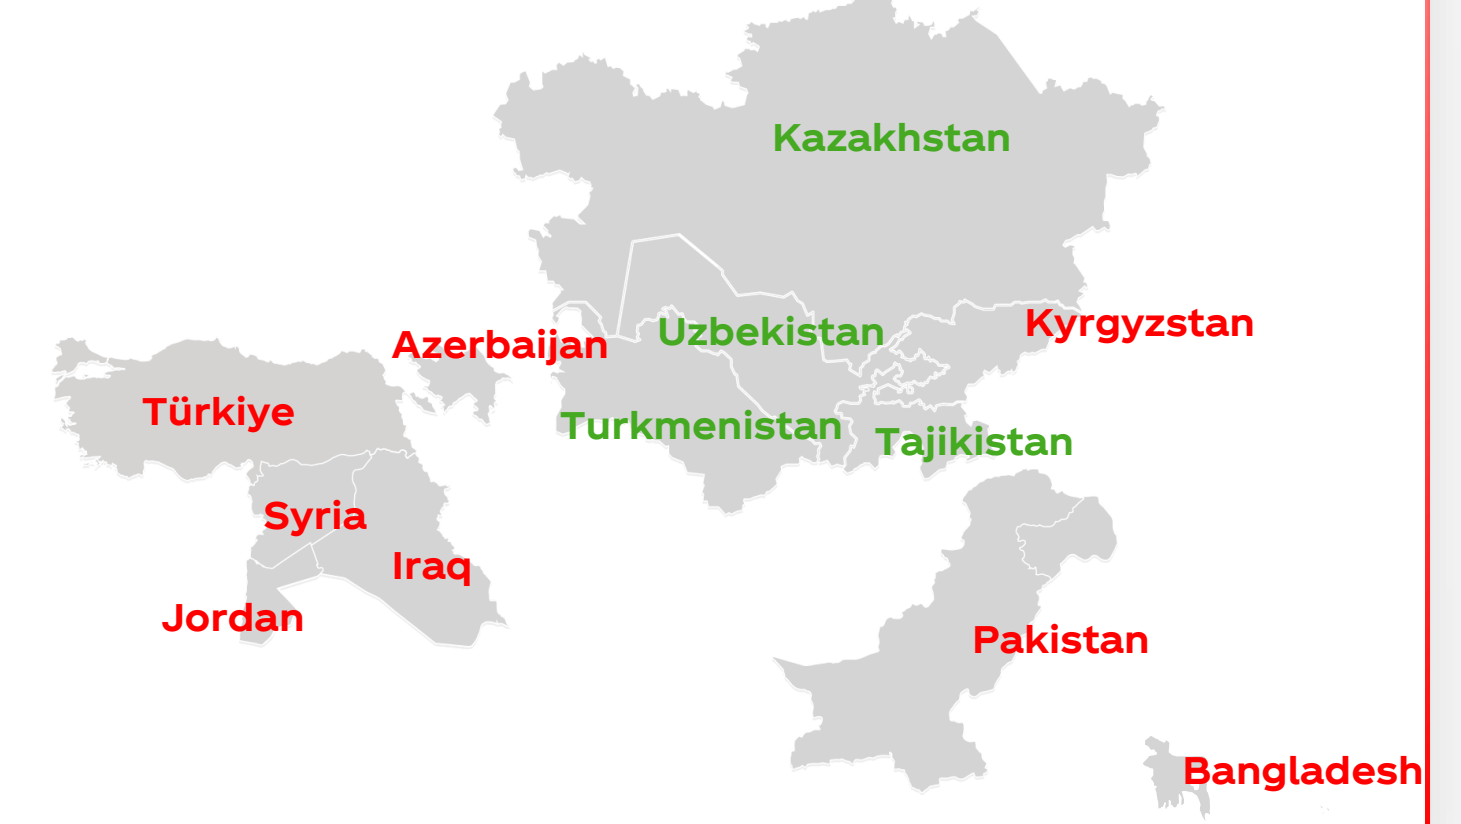 Kazakhstan
Kyrgyzstan
Uzbekistan
Azerbaijan
Türkiye
Turkmenistan
Tajikistan
Syria
Iraq
Jordan
Pakistan
Bangladesh